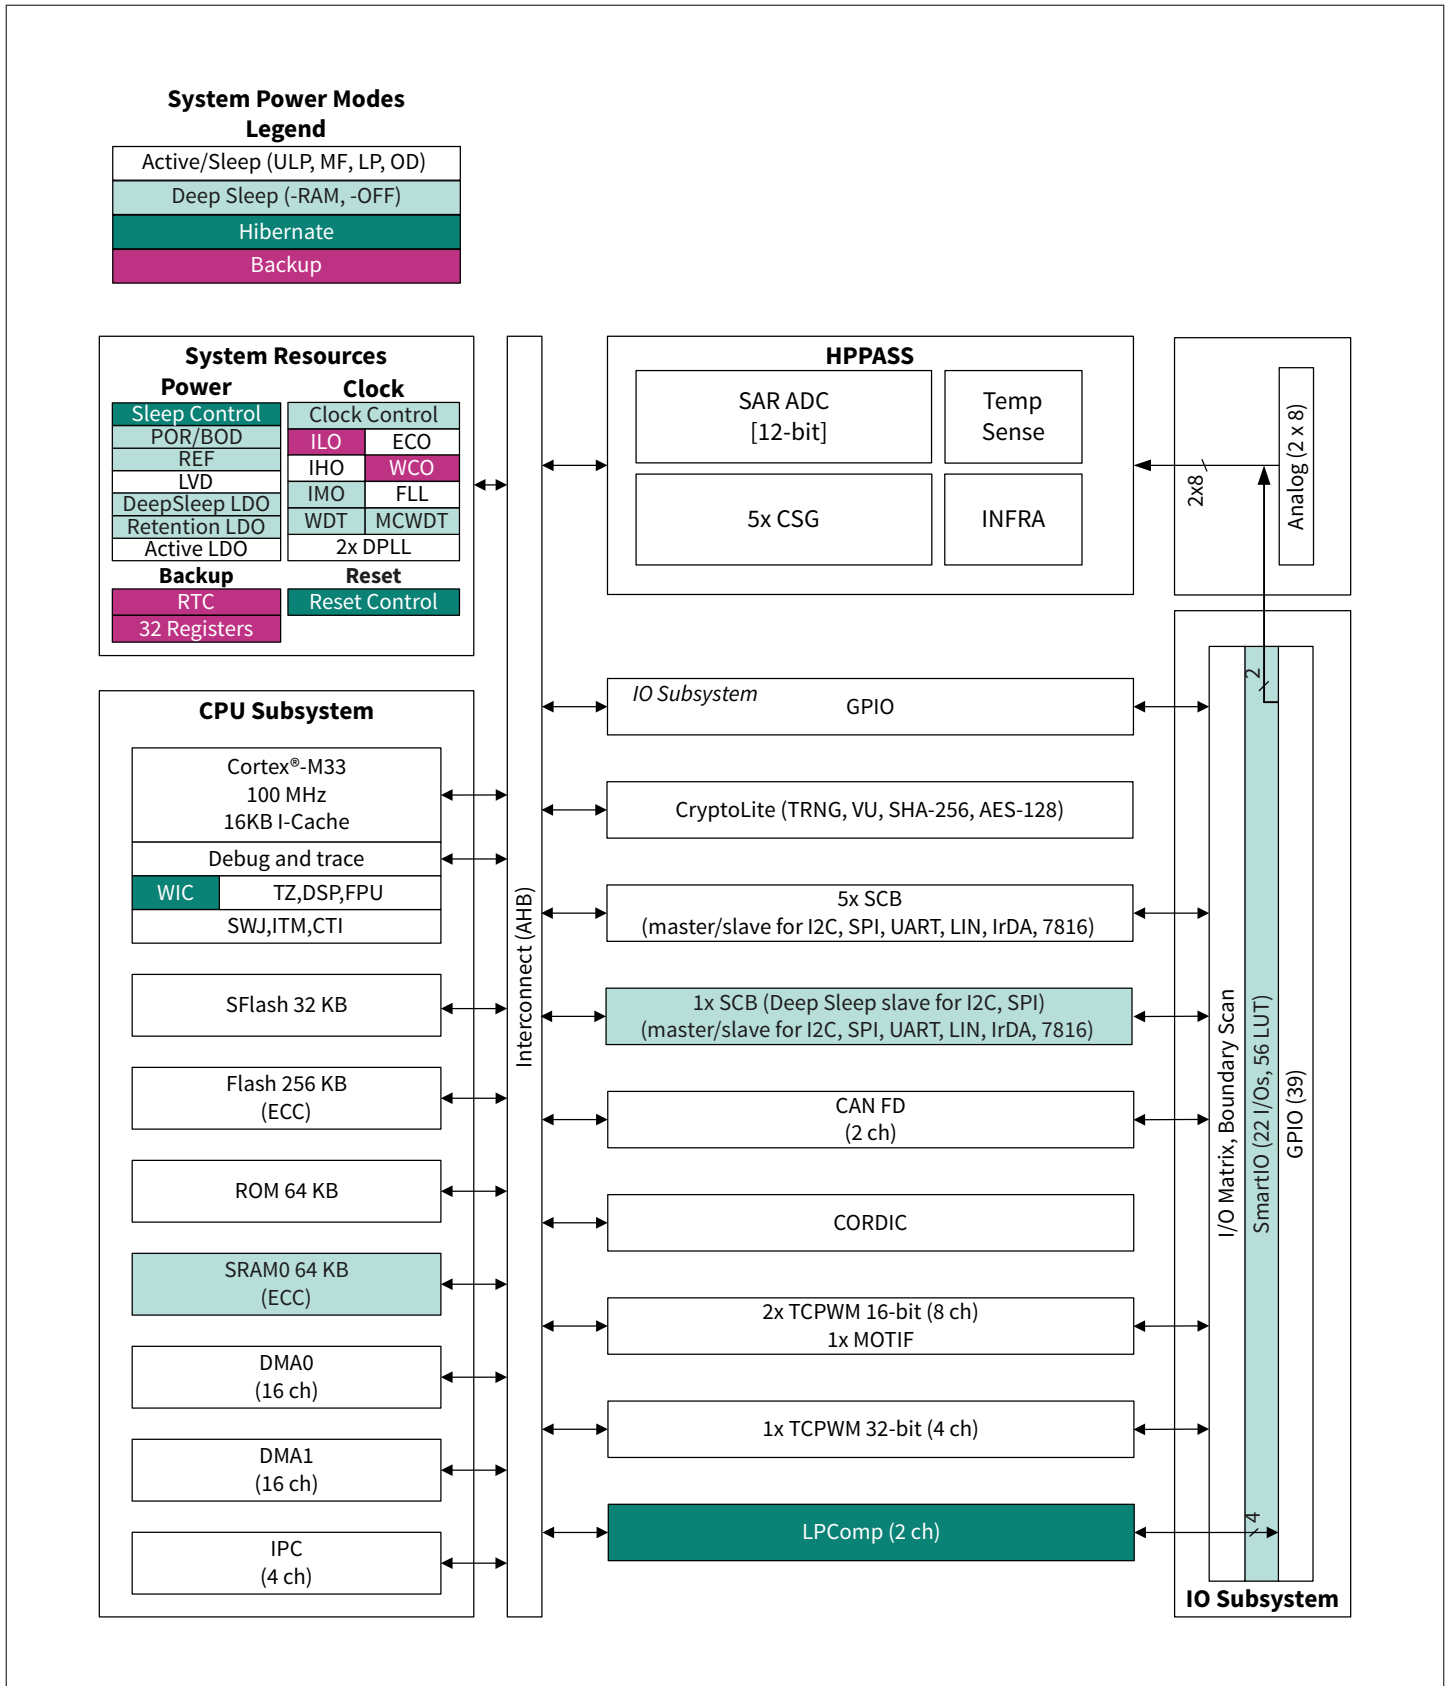 System Power Modes
Legend
Active/Sleep (ULP, MF, LP, OD)
Deep Sleep (-RAM, -OFF)
Hibernate
Backup
System Resources
Power
Sleep Control
POR/BOD
REF
LVD
DeepSleep LDO
Retention LDO
Active LDO
Clock
Clock Control
ILO
ECO
IHO
WCO
IMO
FLL
WDT
MCWDT
2x DPLL
Backup
RTC
32 Registers
Reset
Reset Control
CPU Subsystem
Cortex®-M33
100 MHz
16KB I-Cache
Debug and trace
WIC
TZ,DSP,FPU
SWJ,ITM,CTI
SFlash 32 KB
Flash 256 KB
(ECC)
ROM 64 KB
SRAM0 64 KB
(ECC)
DMA0
(16 ch)
DMA1
(16 ch)
IPC
(4 ch)
Interconnect (AHB)
HPPASS
SAR ADC
[12-bit]
Temp
Sense
5x CSG
INFRA
IO Subsystem
GPIO
CryptoLite (TRNG, VU, SHA-256, AES-128)
5x SCB
(master/slave for I2C, SPI, UART, LIN, IrDA, 7816)
1x SCB (Deep Sleep slave for I2C, SPI)
(master/slave for I2C, SPI, UART, LIN, IrDA, 7816)
CAN FD
(2 ch)
CORDIC
2x TCPWM 16-bit (8 ch)
1x MOTIF
1x TCPWM 32-bit (4 ch)
LPComp (2 ch)
2x8
Analog (2 x 8)
2
I/O Matrix, Boundary Scan
SmartIO (22 I/Os, 56 LUT)
GPIO (39)
4
IO Subsystem